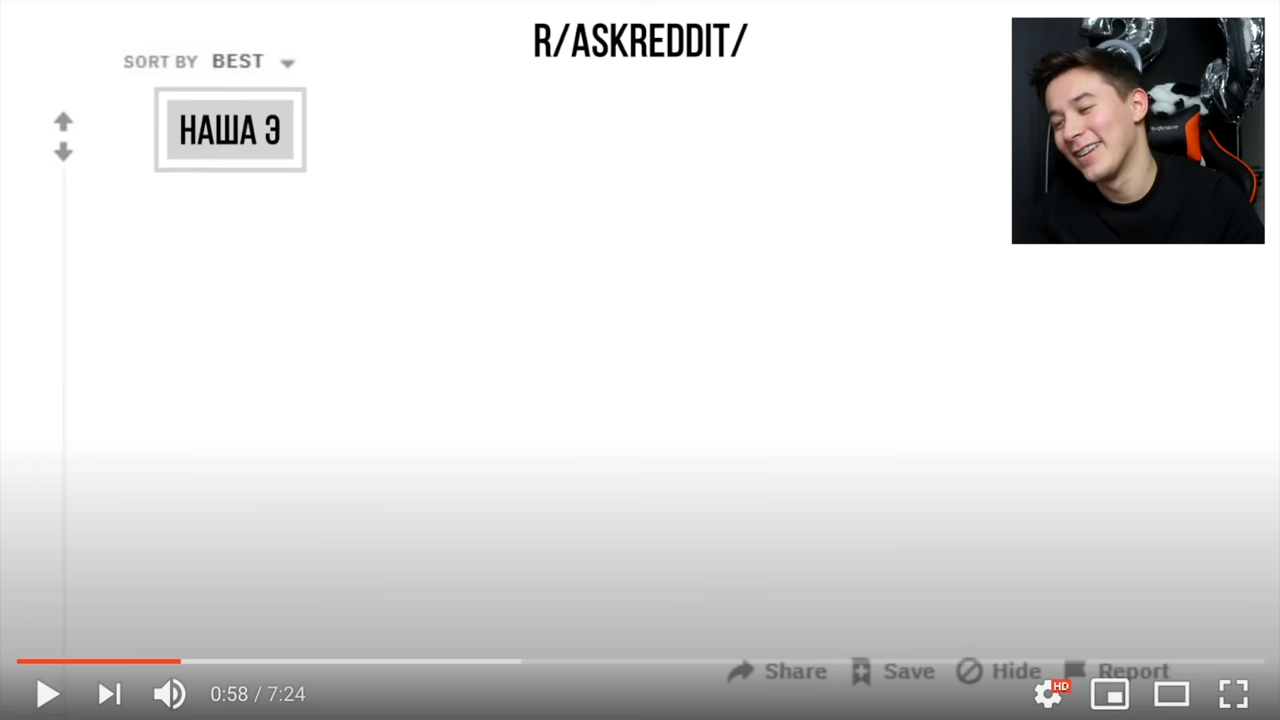 R/ASKREDDIT/
SORT BY BEST
НАША Э
Share Save Hide Report
0:58 / 7:24
HD